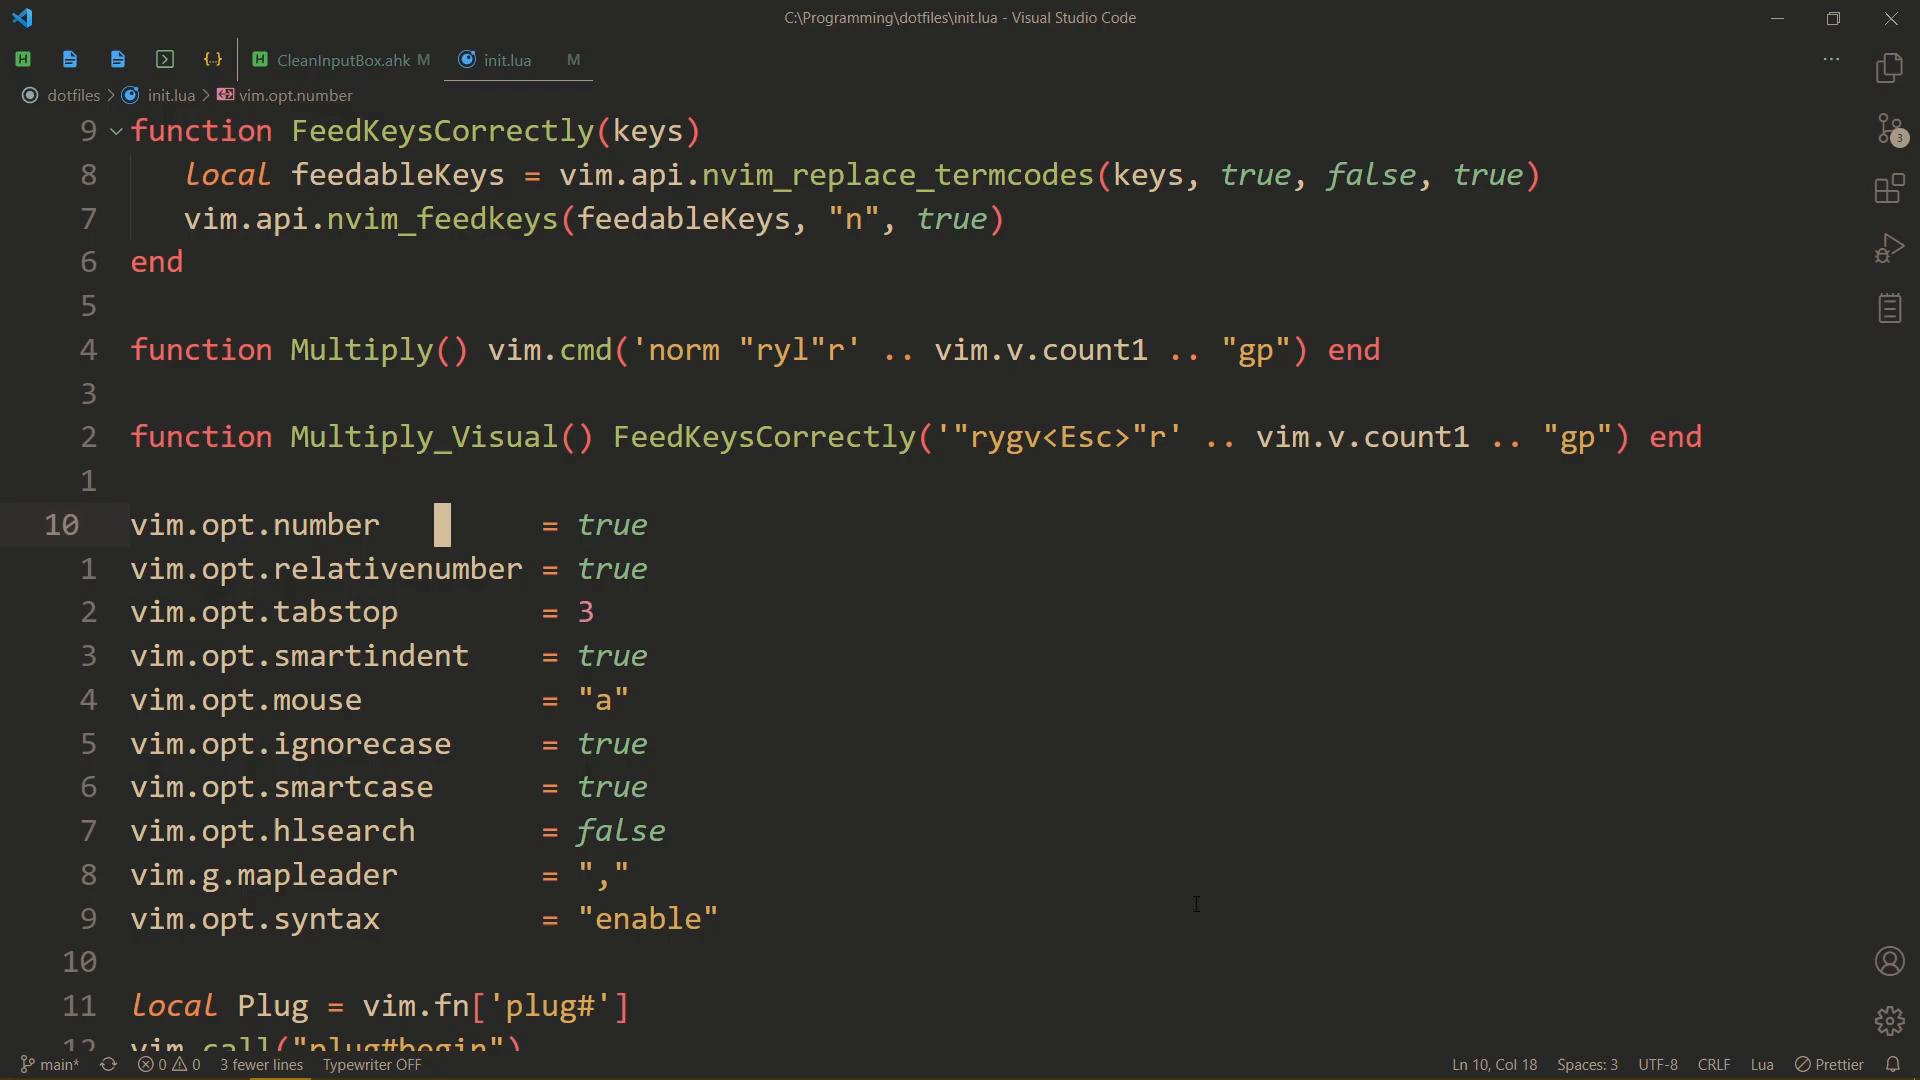 C:\Programming\dotfiles\init.lua - Visual Studio Code
CleanInputBox.ahk M init.lua M
dotfiles > init.lua > vim.opt.number
9 function FeedKeysCorrectly(keys)
8 local feedableKeys = vim.api.nvim_replace_termcodes(keys, true, false, true)
7 vim.api.nvim_feedkeys(feedableKeys, "n", true)
6 end
5
4 function Multiply() vim.cmd('norm "ryl"r' .. vim.v.count1 .. "gp") end
3
2 function Multiply_Visual() FeedKeysCorrectly('"rygv<Esc>"r' .. vim.v.count1 .. "gp") end
1
10 vim.opt.number = true
1 vim.opt.relativenumber = true
2 vim.opt.tabstop = 3
3 vim.opt.smartindent = true
4 vim.opt.mouse = "a"
5 vim.opt.ignorecase = true
6 vim.opt.smartcase = true
7 vim.opt.hlsearch = false
8 vim.g.mapleader = ","
9 vim.opt.syntax = "enable"
10
11 local Plug = vim.fn['plug#']
12 vim.call("plug#begin")
main* 0 0 3 fewer lines Typewriter OFF Ln 10, Col 18 Spaces: 3 UTF-8 CRLF Lua Prettier
3